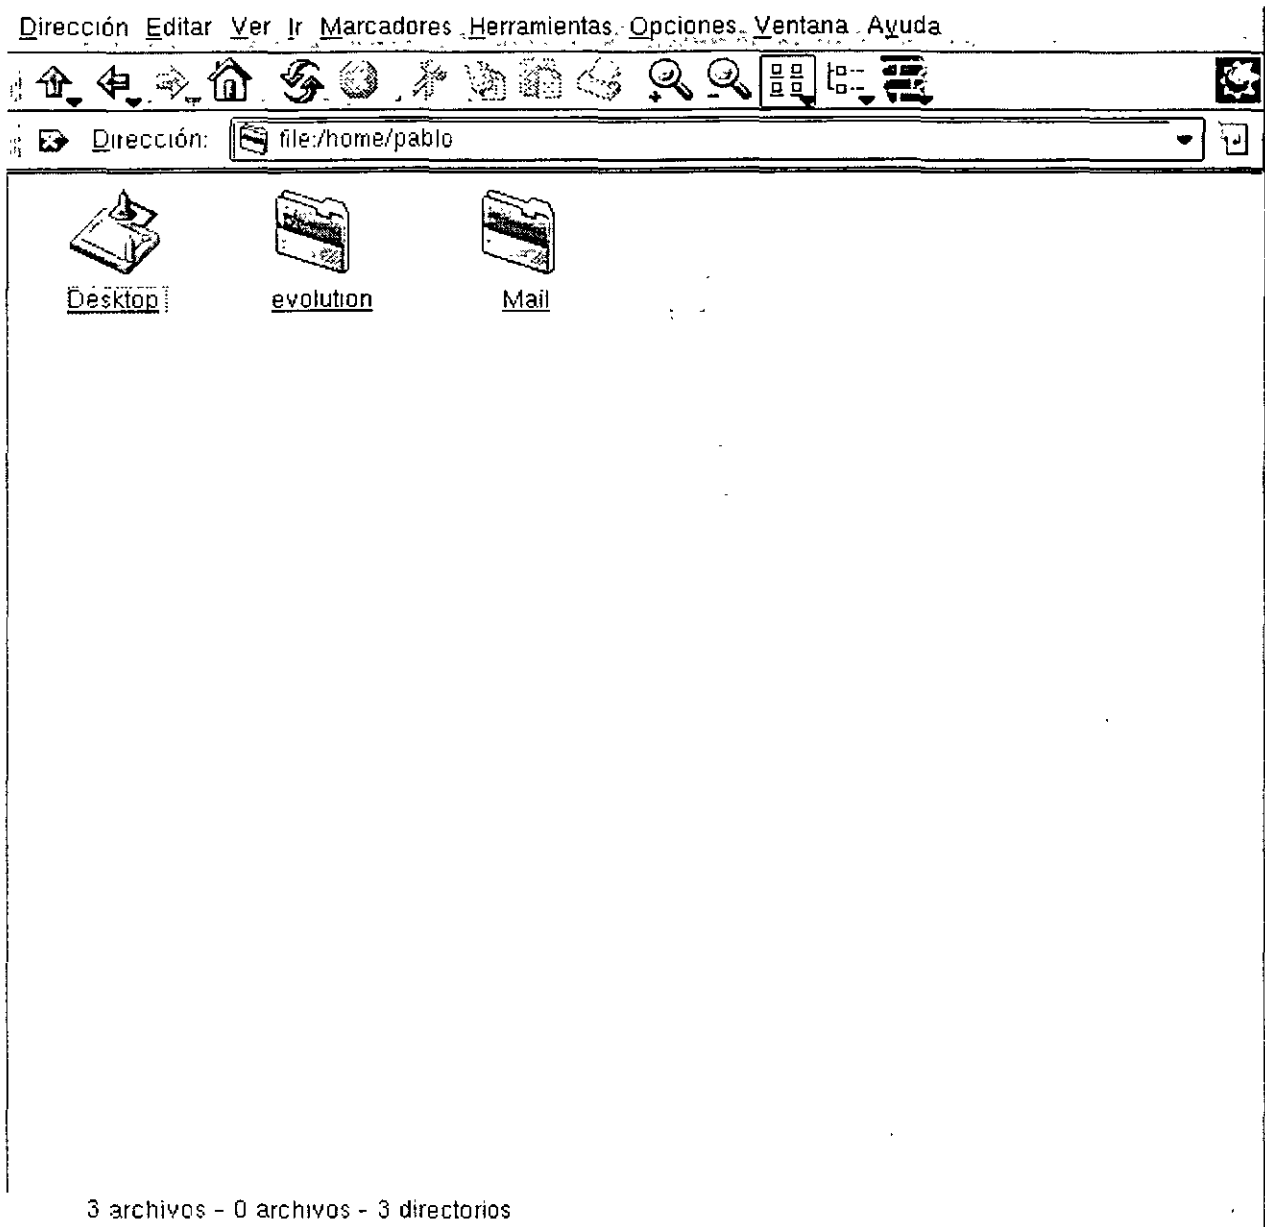 Dirección Editar Ver Ir Marcadores Herramientas Opciones Ventana Ayuda
Dirección: file:/home/pablo
Desktop evolution Mail
3 archivos - 0 archivos - 3 directorios